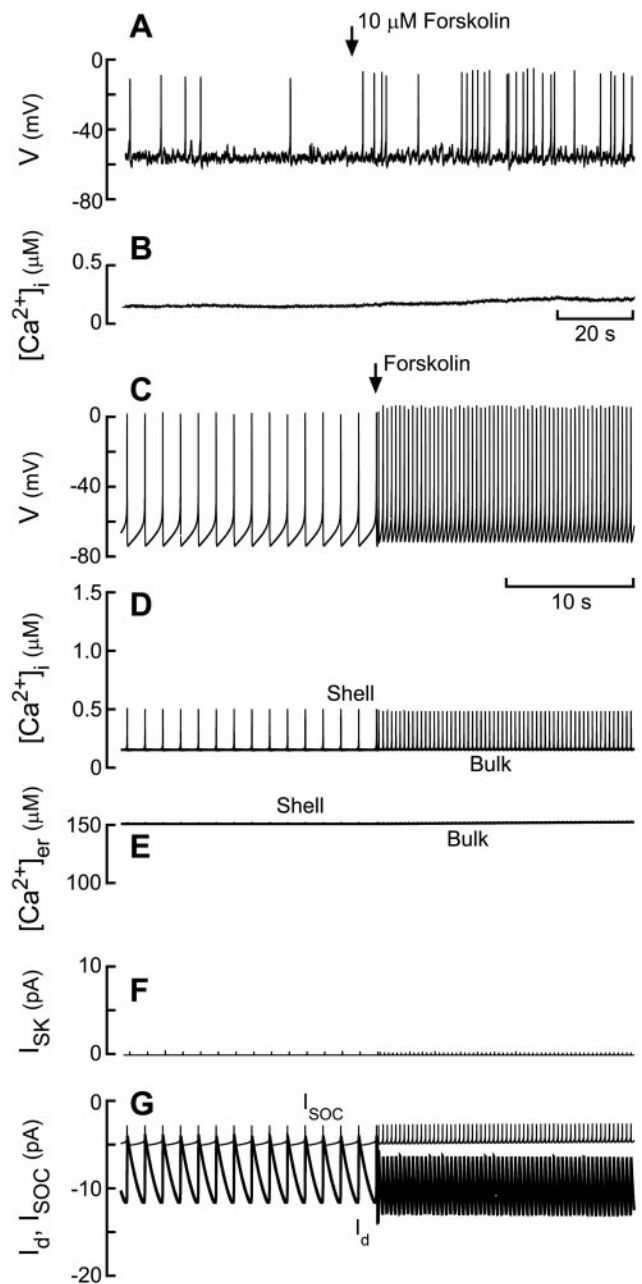 10 μM Forskolin
A
0
-40
-80
V (mV)
B
0.5
0
[Ca2+]i (μM)
20 s
Forskolin
C
0
-40
-80
V (mV)
10 s
D
1.5
1.0
0.5
0
[Ca2+]i (μM)
Shell
Bulk
Shell
150
100
[Ca2+]er (μM)
E
Bulk
F
10
0
ISK (pA)
G
0
-5
-10
-15
-20
Id, ISOC (pA)
ISOC
Id